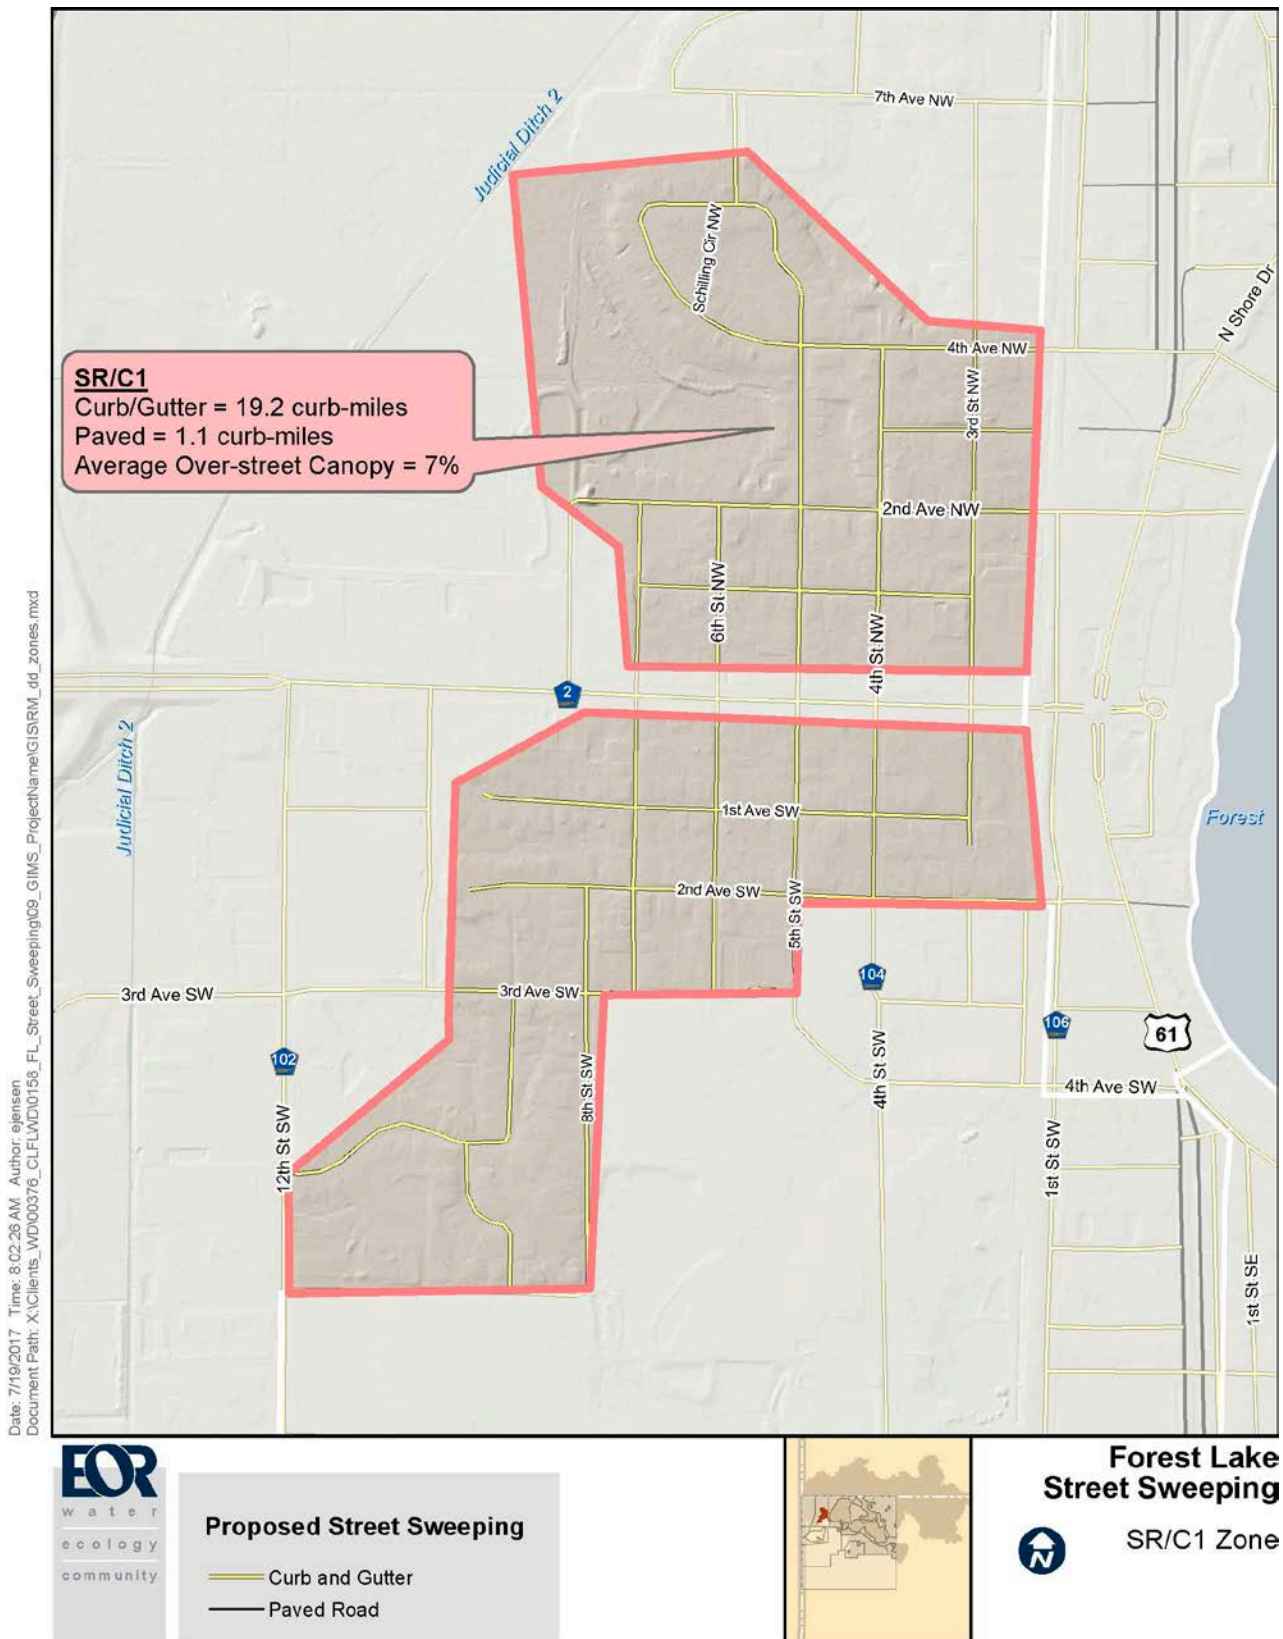 7th Ave NW
Judicial Ditch 2
Schilling Cir NW
N Shore Dr
4th Ave NW
SR/C1
Curb/Gutter = 19.2 curb-miles
Paved = 1.1 curb-miles
Average Over-street Canopy = 7%
3rd St NW
2nd Ave NW
6th St NW
4th St NW
2
Judicial Ditch 2
1st Ave SW
Forest
2nd Ave SW
5th St SW
3rd Ave SW
3rd Ave SW
104
106
61
102
8th St SW
4th St SW
4th Ave SW
12th St SW
1st St SW
1st St SE
Date: 7/19/2017 Time: 8:02:26 AM Author: ejensen
Document Path: X:\Clients_WD\00376_CLFLWD\0158_FL_Street_Sweeping\09_GIMS_ProjectName\GIS\RM_dd_zones.mxd
EOR
water
ecology
community
Proposed Street Sweeping
Curb and Gutter
Paved Road
Forest Lake
Street Sweeping
N
SR/C1 Zone